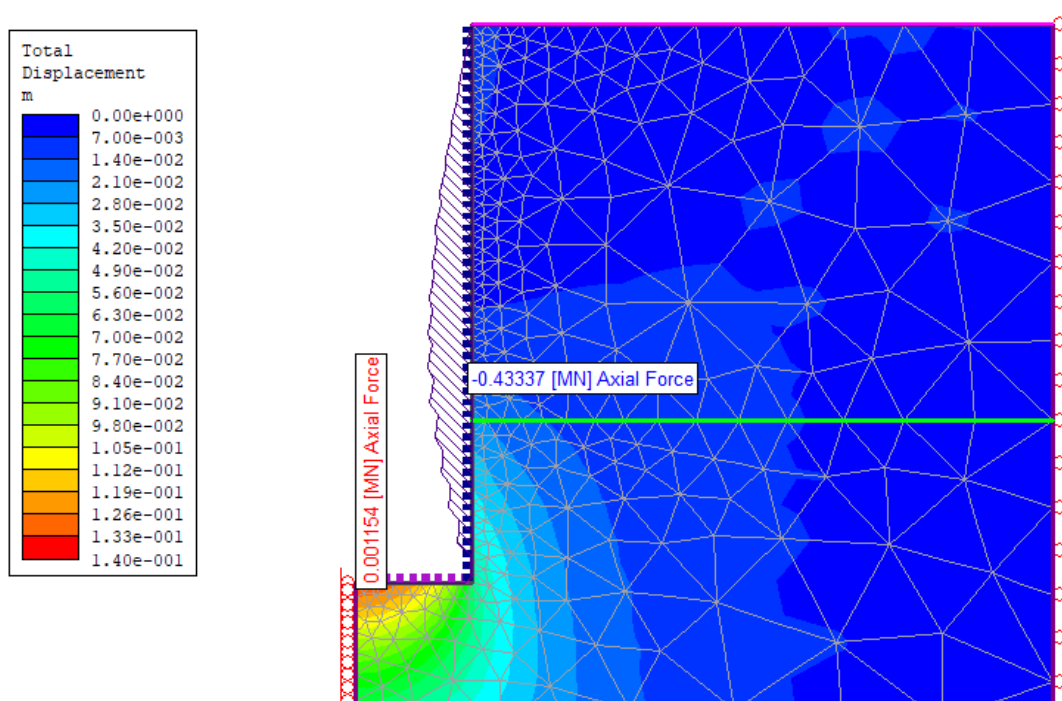 Total
Displacement
m
0.00e+000
7.00e-003
1.40e-002
2.10e-002
2.80e-002
3.50e-002
4.20e-002
4.90e-002
5.60e-002
6.30e-002
7.00e-002
7.70e-002
8.40e-002
9.10e-002
9.80e-002
1.05e-001
1.12e-001
1.19e-001
1.26e-001
1.33e-001
1.40e-001
0.001154 [MN] Axial Force
-0.43337 [MN] Axial Force